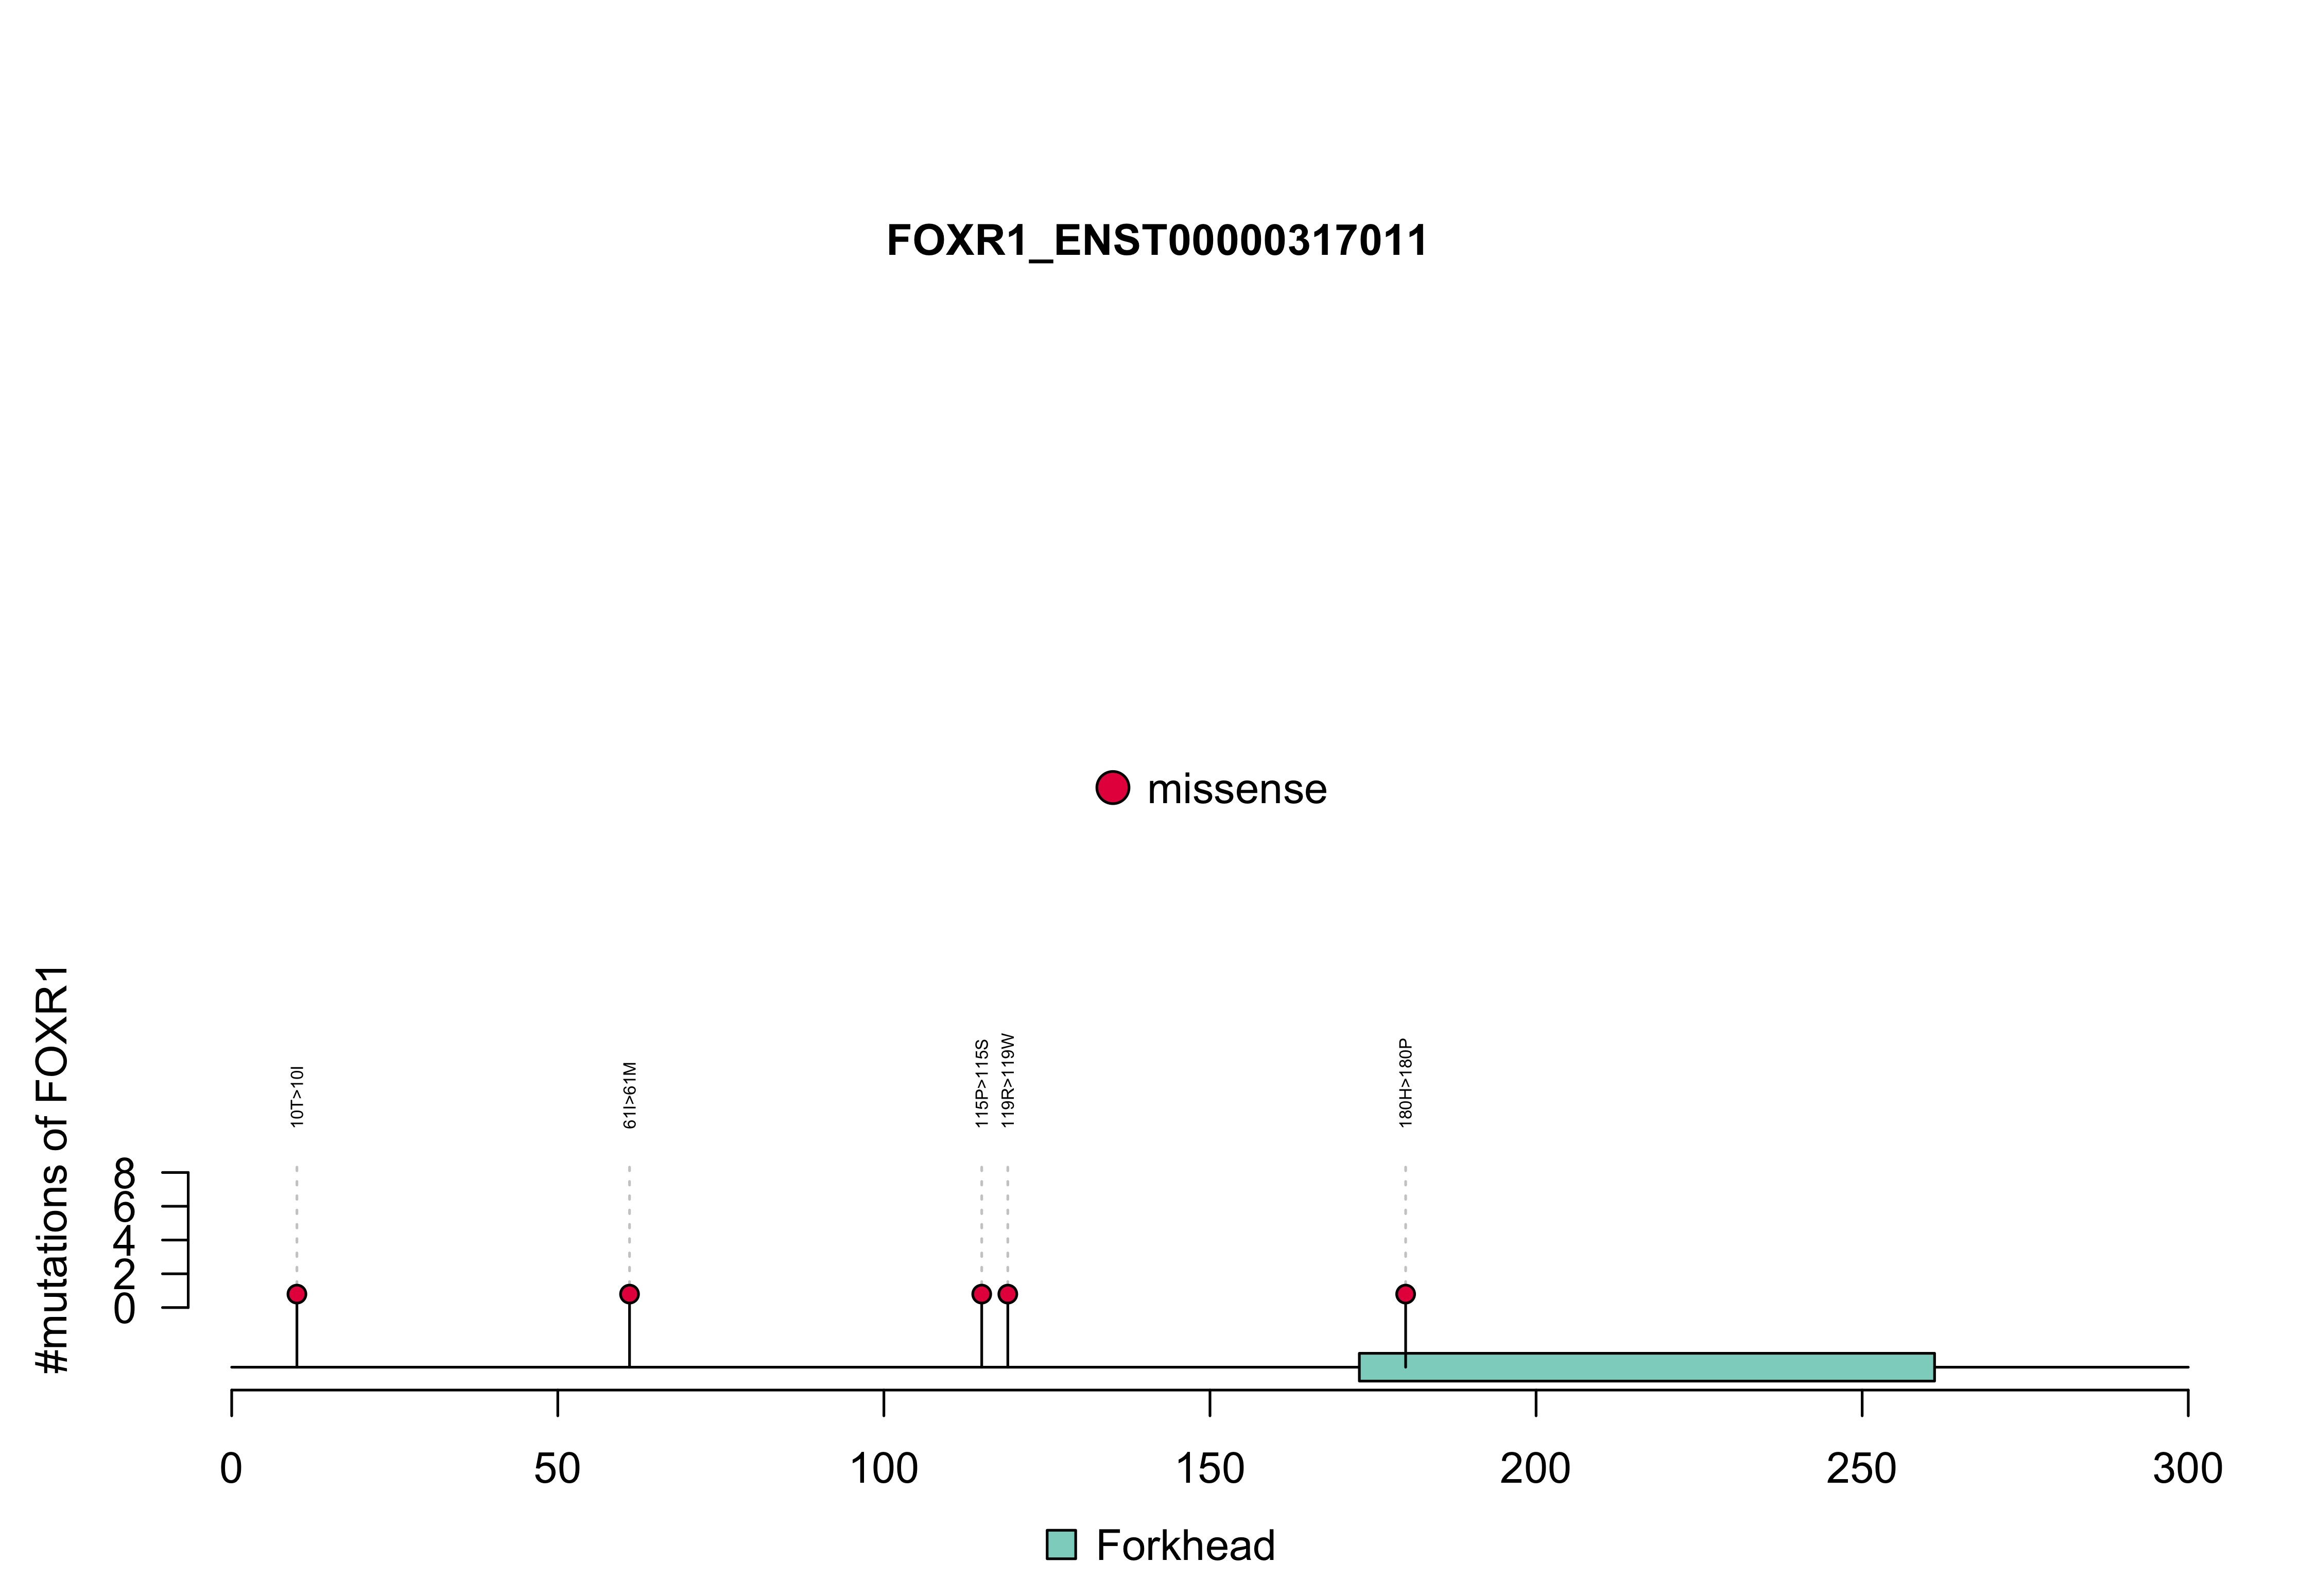 FOXR1_ENST00000317011
missense
#mutations of FOXR1
10T>10I
61I>61M
115P>115S
119R>119W
180H>180P
8
6
4
2
0
0 50 100 150 200 250 300
Forkhead